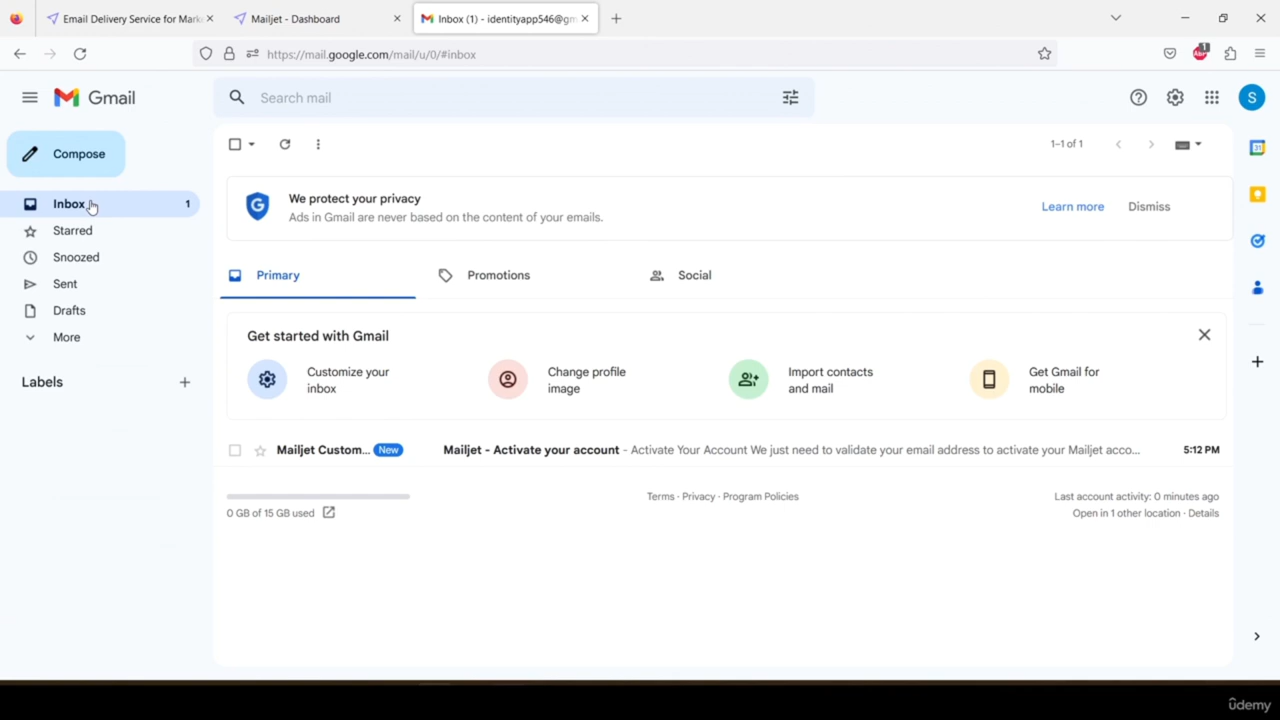 Email Delivery Service for Mark
Mailjet - Dashboard
Inbox (1) - identityapp546@gm
https://mail.google.com/mail/u/0/#inbox
1
ABP
Gmail
Search mail
S
Compose
1–1 of 1
31
Inbox 1
G
We protect your privacy
Ads in Gmail are never based on the content of your emails.
Learn more
Dismiss
Starred
Snoozed
Sent
Drafts
More
Labels
Primary
Promotions
Social
Get started with Gmail
Customize your
inbox
Change profile
image
Import contacts
and mail
Get Gmail for
mobile
Mailjet Custom... New Mailjet - Activate your account - Activate Your Account We just need to validate your email address to activate your Mailjet acco... 5:12 PM
0 GB of 15 GB used
Terms · Privacy · Program Policies
Last account activity: 0 minutes ago
Open in 1 other location · Details
ûdemy